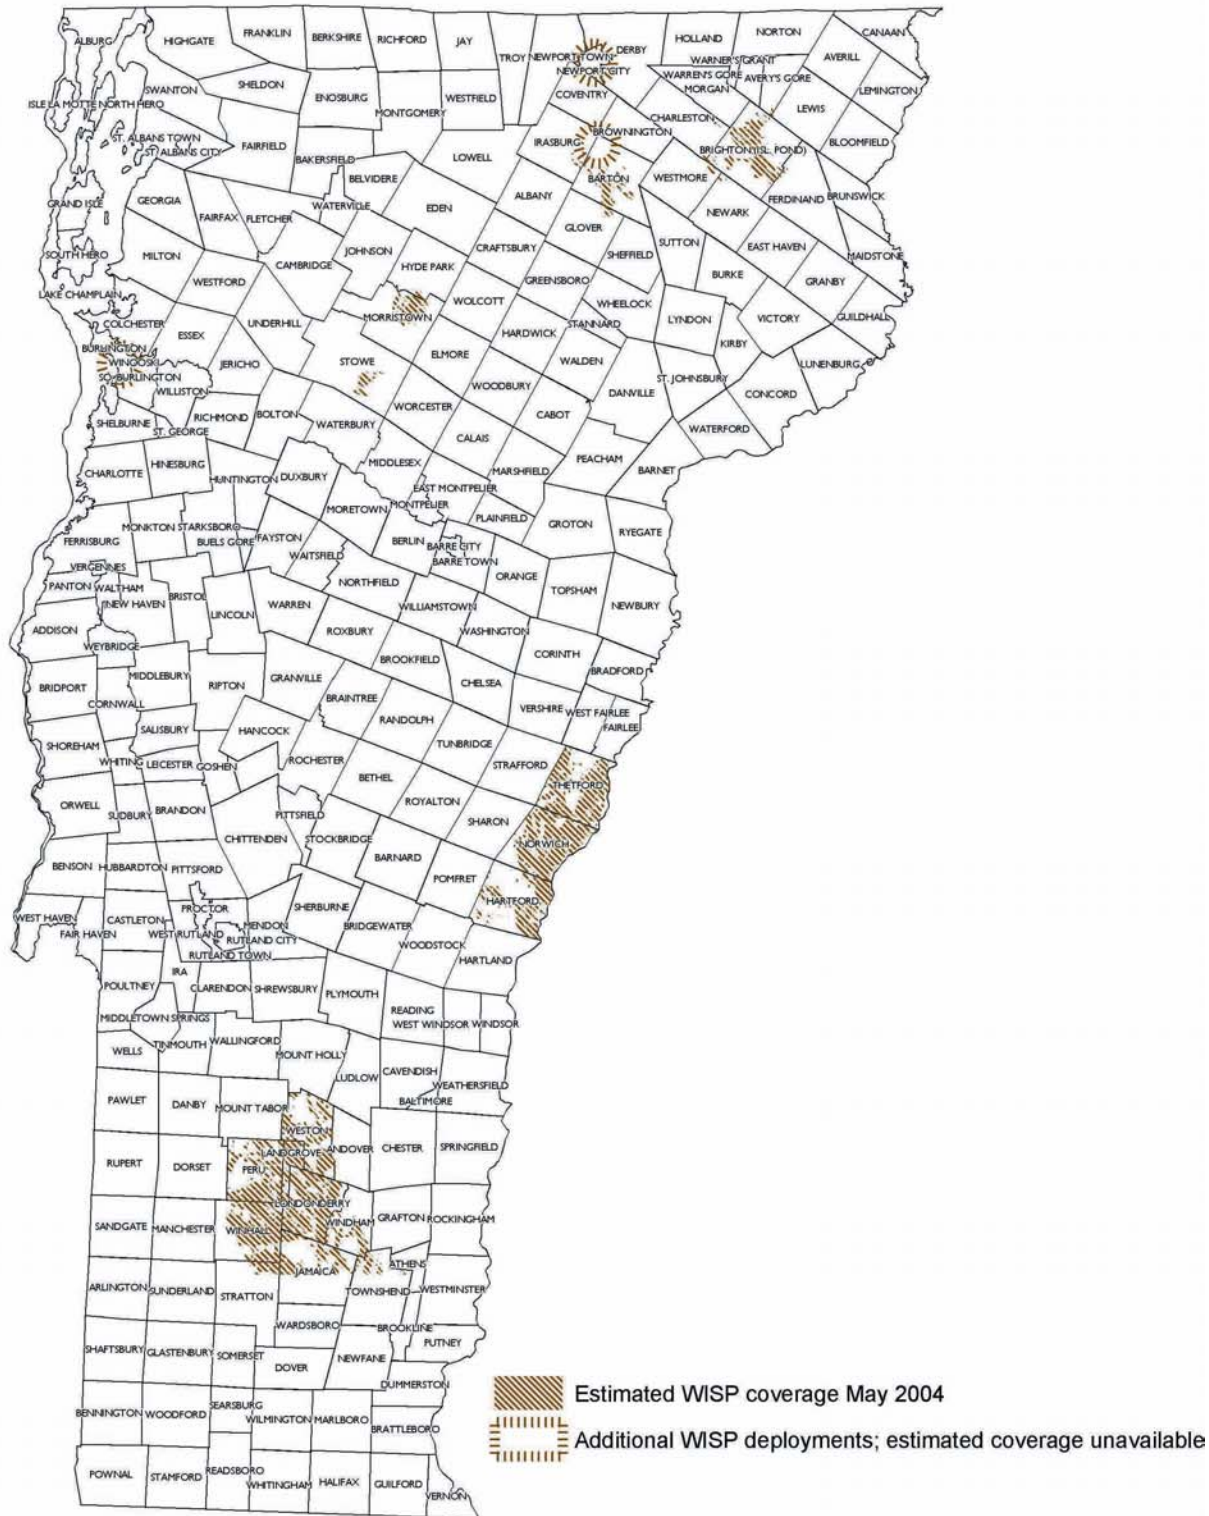 ALBURG
HIGHGATE
FRANKLIN
BERKSHIRE
RICHFORD
JAY
TROY
NEWPORT TOWN
DERBY
HOLLAND
NORTON
CANAAN
NEWPORT CITY
WARNER'S GRANT
AVERILL
WARREN'S GORE
AVERY'S GORE
MORGAN
LEMINGTON
SWANTON
SHELDON
ENOSBURG
MONTGOMERY
WESTFIELD
COVENTRY
CHARLESTON
LEWIS
ISLE LA MOTTE
NORTH HERO
ST. ALBANS TOWN
ST. ALBANS CITY
FAIRFIELD
BAKERSFIELD
LOWELL
IRASBURG
BROWNINGTON
BRIGHTON (ISL. POND)
BLOOMFIELD
BELVIDERE
BARTON
WESTMORE
GRAND ISLE
GEORGIA
FAIRFAX
FLETCHER
WATERVILLE
EDEN
ALBANY
NEWARK
FERDINAND
BRUNSWICK
GLOVER
SOUTH HERO
MILTON
JOHNSON
CRAFTSBURY
SHEFFIELD
SUTTON
EAST HAVEN
MAIDSTONE
CAMBRIDGE
HYDE PARK
WESTFORD
GREENSBORO
BURKE
GRANBY
LAKE CHAMPLAIN
WOLCOTT
WHEELOCK
COLCHESTER
UNDERHILL
MORRISTOWN
STANNARD
LYNDON
VICTORY
GUILDHALL
ESSEX
HARDWICK
KIRBY
BURLINGTON
WINOOSKI
JERICHO
STOWE
ELMORE
WALDEN
LUNENBURG
SO. BURLINGTON
WILLISTON
WOODBURY
DANVILLE
ST. JOHNSBURY
CONCORD
WORCESTER
CABOT
SHELBURNE
RICHMOND
BOLTON
WATERBURY
WATERFORD
ST. GEORGE
CALAIS
CHARLOTTE
HINESBURG
MIDDLESEX
MARSHFIELD
PEACHAM
BARNET
HUNTINGTON
DUXBURY
EAST MONTPELIER
MORETOWN
MONTPELIER
PLAINFIELD
GROTON
RYEGATE
MONKTON
STARKSBORO
FERRISBURG
BUELS GORE
FAYSTON
BERLIN
BARRE CITY
WAITSFIELD
BARRE TOWN
VERGENNES
PANTON
WALTHAM
NORTHFIELD
ORANGE
TOPSHAM
NEW HAVEN
BRISTOL
LINCOLN
WARREN
WILLIAMSTOWN
NEWBURY
ADDISON
ROXBURY
WASHINGTON
WEYBRIDGE
BROOKFIELD
CORINTH
BRADFORD
MIDDLEBURY
RIPTON
GRANVILLE
CHELSEA
BRIDPORT
CORNWALL
BRAINTREE
VERSHIRE
WEST FAIRLEE
SALISBURY
HANCOCK
RANDOLPH
FAIRLEE
SHOREHAM
TUNBRIDGE
WHITING
LEICESTER
GOSHEN
ROCHESTER
STRAFFORD
BETHEL
THETFORD
ORWELL
SUDBURY
BRANDON
PITTSFIELD
ROYALTON
SHARON
CHITTENDEN
STOCKBRIDGE
NORWICH
BENSON
HUBBARDTON
PITTSFORD
BARNARD
POMFRET
PROCTOR
SHERBURNE
HARTFORD
WEST HAVEN
CASTLETON
MENDON
BRIDGEWATER
FAIR HAVEN
WEST RUTLAND
RUTLAND CITY
WOODSTOCK
RUTLAND TOWN
HARTLAND
IRA
POULTNEY
CLARENDON
SHREWSBURY
PLYMOUTH
READING
MIDDLETOWN SPRINGS
WEST WINDSOR
WINDSOR
WELLS
TINMOUTH
WALLINGFORD
MOUNT HOLLY
LUDLOW
CAVENDISH
WEATHERSFIELD
PAWLET
DANBY
MOUNT TABOR
BALTIMORE
WESTON
ANDOVER
CHESTER
SPRINGFIELD
LANDGROVE
RUPERT
DORSET
PERU
LONDONDERRY
SANDGATE
MANCHESTER
WINHALL
WINDHAM
GRAFTON
ROCKINGHAM
JAMAICA
ATHENS
ARLINGTON
SUNDERLAND
STRATTON
TOWNSHEND
WESTMINSTER
WARDSBORO
BROOKLINE
SHAFTSBURY
GLASTENBURY
SOMERSET
PUTNEY
DOVER
NEWFANE
DUMMERSTON
Estimated WISP coverage May 2004
BENNINGTON
WOODFORD
SEARSBURG
WILMINGTON
MARLBORO
BRATTLEBORO
Additional WISP deployments; estimated coverage unavailable
POWNAL
STAMFORD
READSBORO
WHITINGHAM
HALIFAX
GUILFORD
VERNON